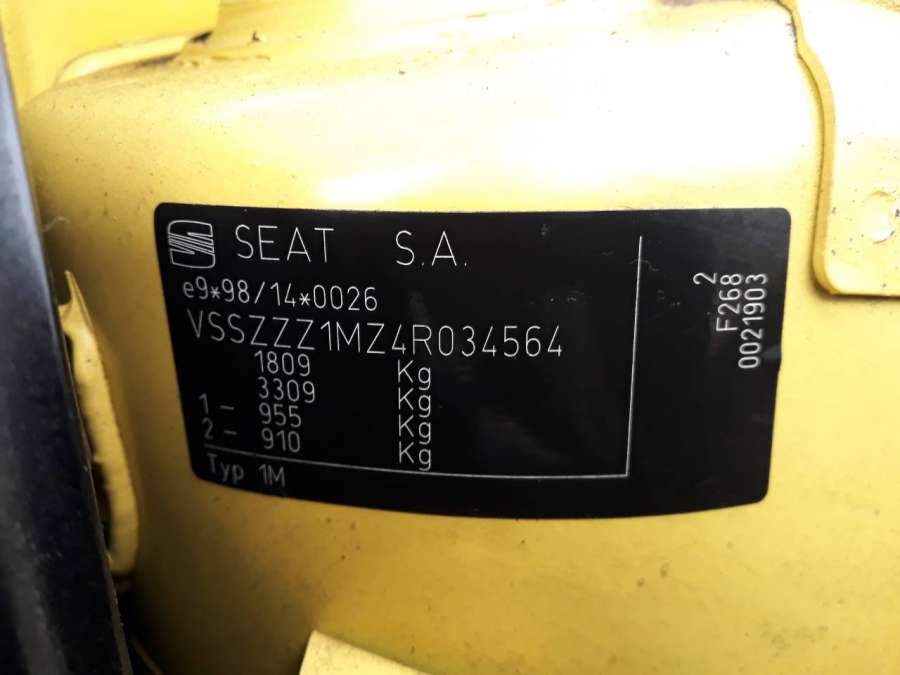 SEAT S.A.
e9*98/14*0026
VSSZZZ1MZ4R034564
1809 Kg
3309 Kg
1 - 955 Kg
2 - 910 Kg
Typ 1M
2
F268
0021903